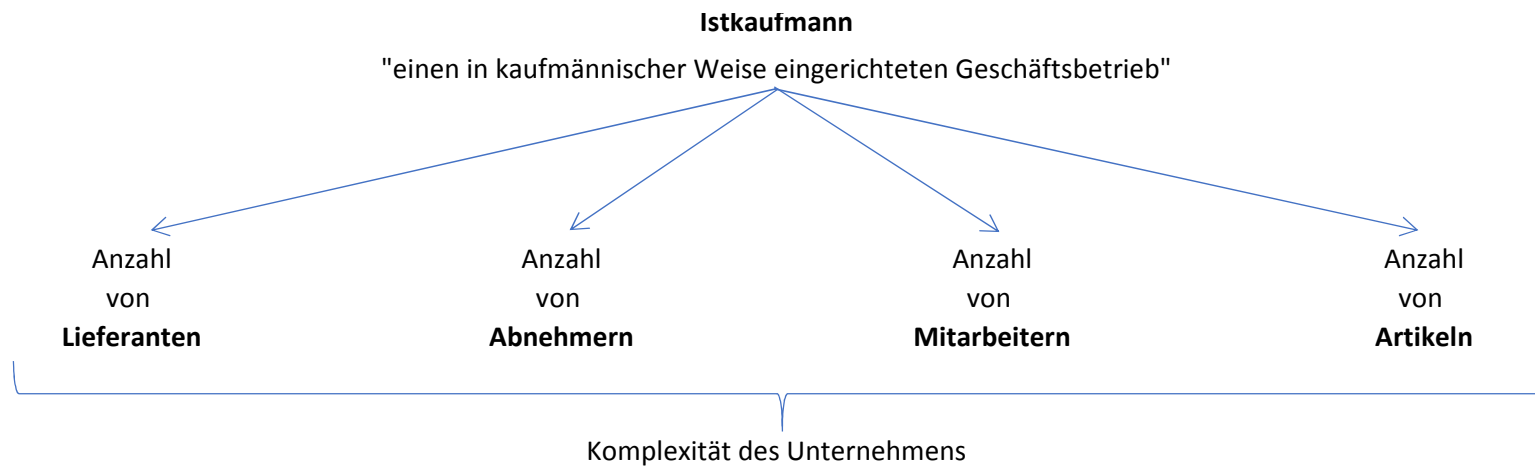 Istkaufmann
"einen in kaufmännischer Weise eingerichteten Geschäftsbetrieb"
Anzahl
von
Lieferanten
Anzahl
von
Abnehmern
Anzahl
von
Mitarbeitern
Anzahl
von
Artikeln
Komplexität des Unternehmens